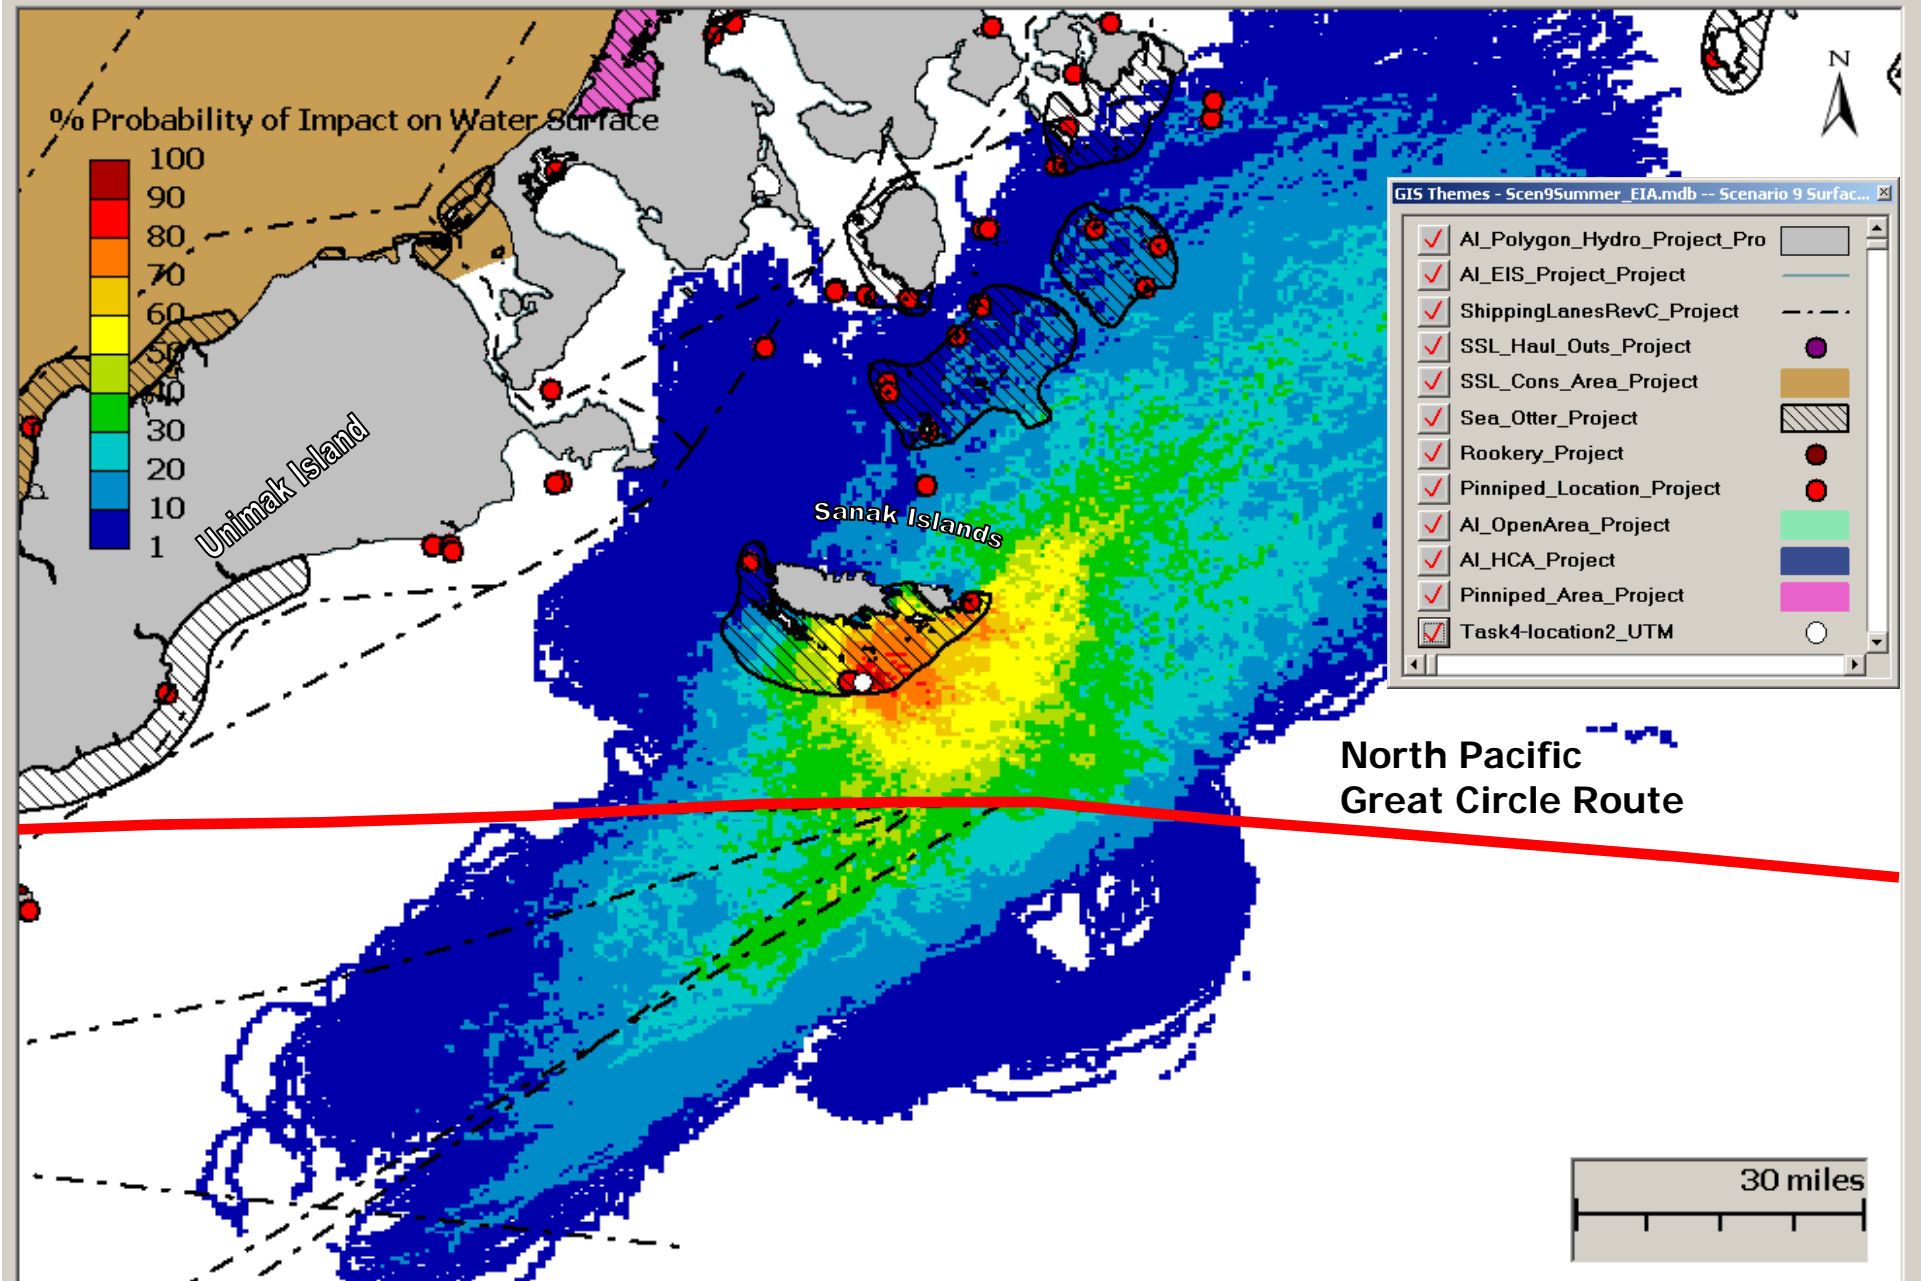 % Probability of Impact on Water Surface
100
90
80
70
60
50
40
30
20
10
1
Unimak Island
Sanak Islands
N
GIS Themes - Scen9Summer_EIA.mdb -- Scenario 9 Surfac...
AI_Polygon_Hydro_Project_Pro
AI_EIS_Project_Project
ShippingLanesRevC_Project
SSL_Haul_Outs_Project
SSL_Cons_Area_Project
Sea_Otter_Project
Rookery_Project
Pinniped_Location_Project
AI_OpenArea_Project
AI_HCA_Project
Pinniped_Area_Project
Task4-location2_UTM
North Pacific
Great Circle Route
30 miles